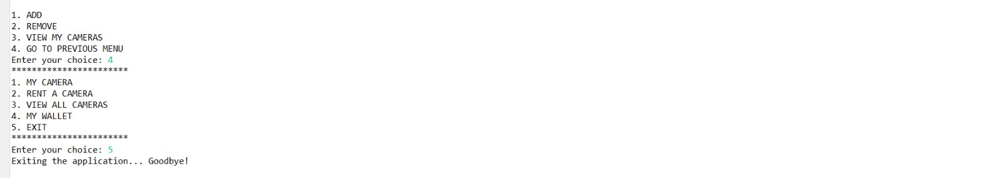 1. ADD
2. REMOVE
3. VIEW MY CAMERAS
4. GO TO PREVIOUS MENU
Enter your choice: 4
***********************
1. MY CAMERA
2. RENT A CAMERA
3. VIEW ALL CAMERAS
4. MY WALLET
5. EXIT
***********************
Enter your choice: 5
Exiting the application... Goodbye!